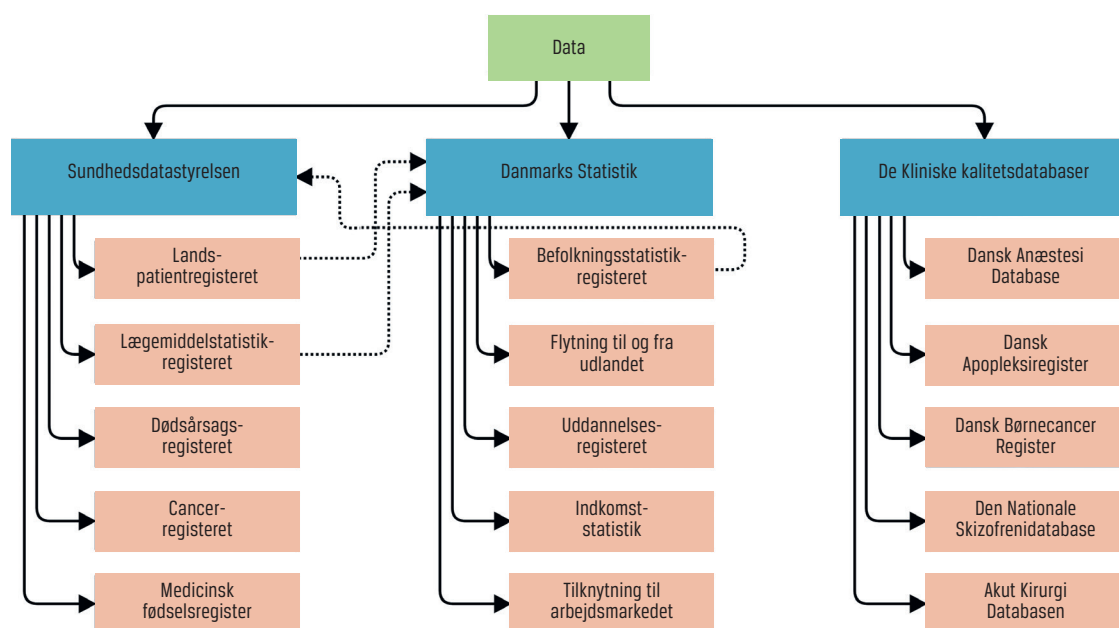 Data
Sundhedsdatastyrelsen
Danmarks Statistik
De Kliniske kalitetsdatabaser
Lands-
patientregisteret
Lægemiddelstatistik-
registeret
Dødsårsags-
registeret
Cancer-
registeret
Medicinsk
fødselsregister
Befolkningsstatistik-
registeret
Flytning til og fra
udlandet
Uddannelses-
registeret
Indkomst-
statistik
Tilknytning til
arbejdsmarkedet
Dansk Anæstesi
Database
Dansk
Apopleksiregister
Dansk Børnecancer
Register
Den Nationale
Skizofrenidatabase
Akut Kirurgi
Databasen